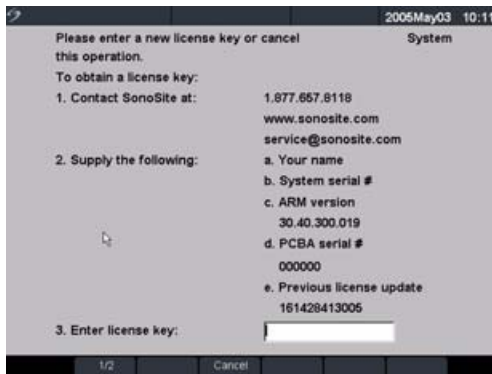 2005May03 10:11
Please enter a new license key or cancel System
this operation.
To obtain a license key:
1. Contact SonoSite at: 1.877.657.8118
www.sonosite.com
service@sonosite.com
2. Supply the following: a. Your name
b. System serial #
c. ARM version
30.40.300.019
d. PCBA serial #
000000
e. Previous license update
161428413005
3. Enter license key:
1/2 Cancel